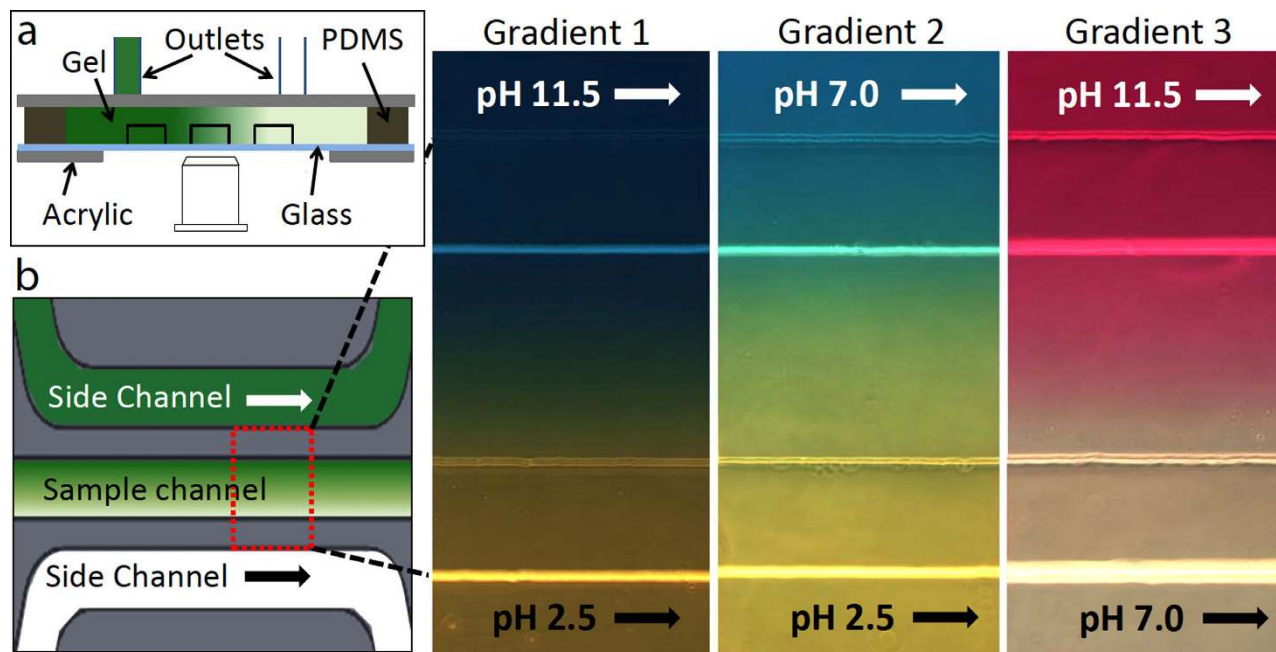 a
Outlets
PDMS
Gel
Acrylic
Glass
b
Side Channel
Sample channel
Side Channel
Gradient 1
Gradient 2
Gradient 3
pH 11.5
pH 7.0
pH 11.5
pH 2.5
pH 2.5
pH 7.0